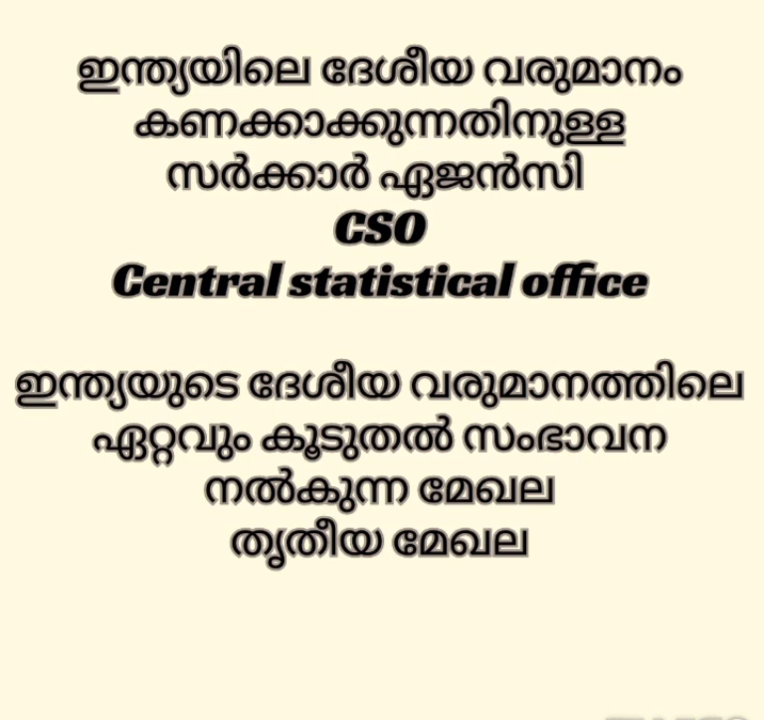 ഇന്ത്യയിലെ ദേശീയ വരുമാനം
കണക്കാക്കുന്നതിനുള്ള
സർക്കാർ ഏജൻസി
CSO
Central statistical office
ഇന്ത്യയുടെ ദേശീയ വരുമാനത്തിലെ
ഏറ്റവും കൂടുതൽ സംഭാവന
നൽകുന്ന മേഖല
തൃതീയ മേഖല